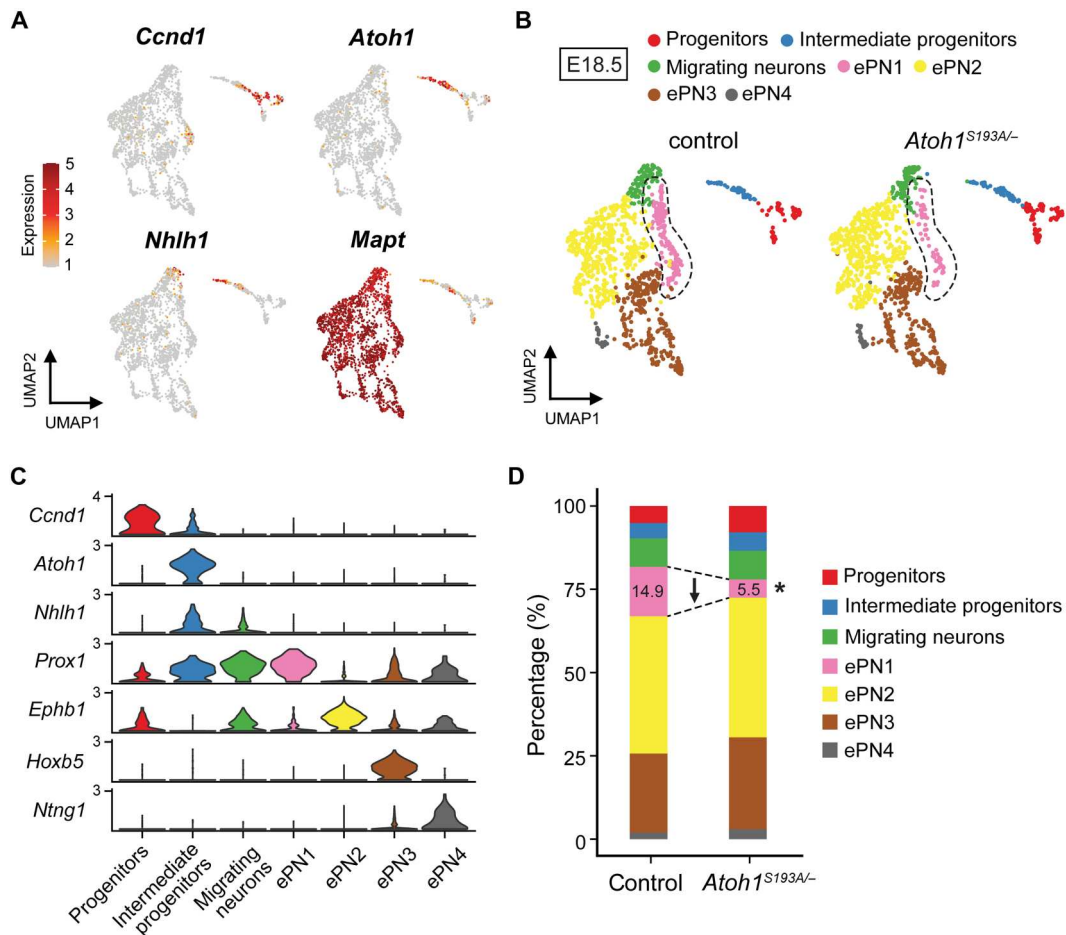 A
Ccnd1
Atoh1
Nhlh1
Mapt
Expression
5
4
3
2
1
UMAP2
UMAP1
B
E18.5
Progenitors
Intermediate progenitors
Migrating neurons
ePN1
ePN2
ePN3
ePN4
control
Atoh1S193A/–
UMAP2
UMAP1
C
Ccnd1
4
Atoh1
3
Nhlh1
3
Prox1
3
Ephb1
3
Hoxb5
3
Ntng1
3
Progenitors
Intermediate
progenitors
Migrating
neurons
ePN1
ePN2
ePN3
ePN4
D
Percentage (%)
100
75
50
25
0
14.9
5.5
*
Control
Atoh1S193A/–
Progenitors
Intermediate progenitors
Migrating neurons
ePN1
ePN2
ePN3
ePN4